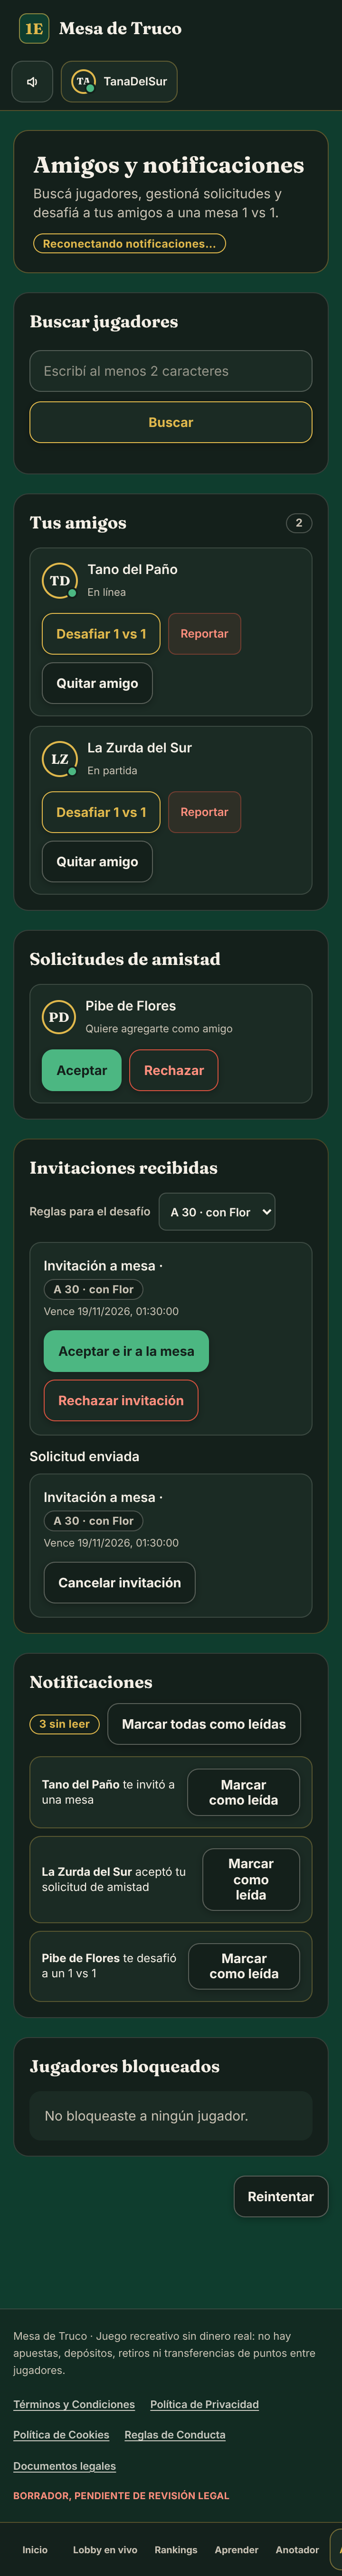 1E Mesa de Truco
TA TanaDelSur
Amigos y notificaciones
Buscá jugadores, gestioná solicitudes y
desafiá a tus amigos a una mesa 1 vs 1.
Reconectando notificaciones…
Buscar jugadores
Escribí al menos 2 caracteres
Buscar
Tus amigos 2
TD Tano del Paño
En línea
Desafiar 1 vs 1 Reportar
Quitar amigo
LZ La Zurda del Sur
En partida
Desafiar 1 vs 1 Reportar
Quitar amigo
Solicitudes de amistad
PD Pibe de Flores
Quiere agregarte como amigo
Aceptar Rechazar
Invitaciones recibidas
Reglas para el desafío A 30 · con Flor
Invitación a mesa ·
A 30 · con Flor
Vence 19/11/2026, 01:30:00
Aceptar e ir a la mesa
Rechazar invitación
Solicitud enviada
Invitación a mesa ·
A 30 · con Flor
Vence 19/11/2026, 01:30:00
Cancelar invitación
Notificaciones
3 sin leer Marcar todas como leídas
Tano del Paño te invitó a
una mesa
Marcar
como leída
La Zurda del Sur aceptó tu
solicitud de amistad
Marcar
como
leída
Pibe de Flores te desafió
a un 1 vs 1
Marcar
como leída
Jugadores bloqueados
No bloqueaste a ningún jugador.
Reintentar
Mesa de Truco · Juego recreativo sin dinero real: no hay
apuestas, depósitos, retiros ni transferencias de puntos entre
jugadores.
Términos y Condiciones Política de Privacidad
Política de Cookies Reglas de Conducta
Documentos legales
BORRADOR, PENDIENTE DE REVISIÓN LEGAL
Inicio Lobby en vivo Rankings Aprender Anotador